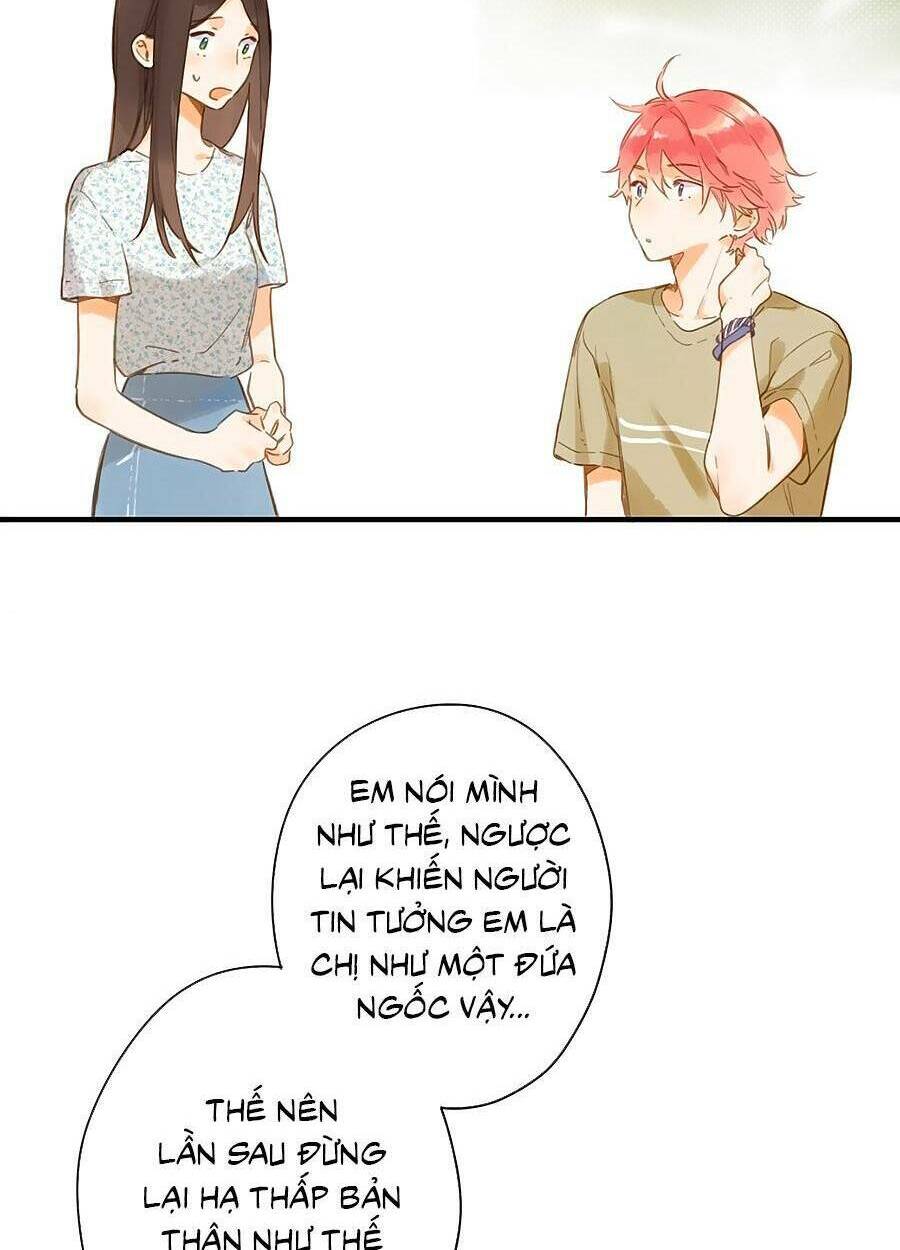 EM NÓI MÌNH
NHƯ THẾ, NGƯỢC
LẠI KHIẾN NGƯỜI
TIN TƯỞNG EM LÀ
CHỊ NHƯ MỘT ĐỨA
NGỐC VẬY...
THẾ NÊN
LẦN SAU ĐỪNG
LẠI HẠ THẤP BẢN
THÂN NHƯ THẾ